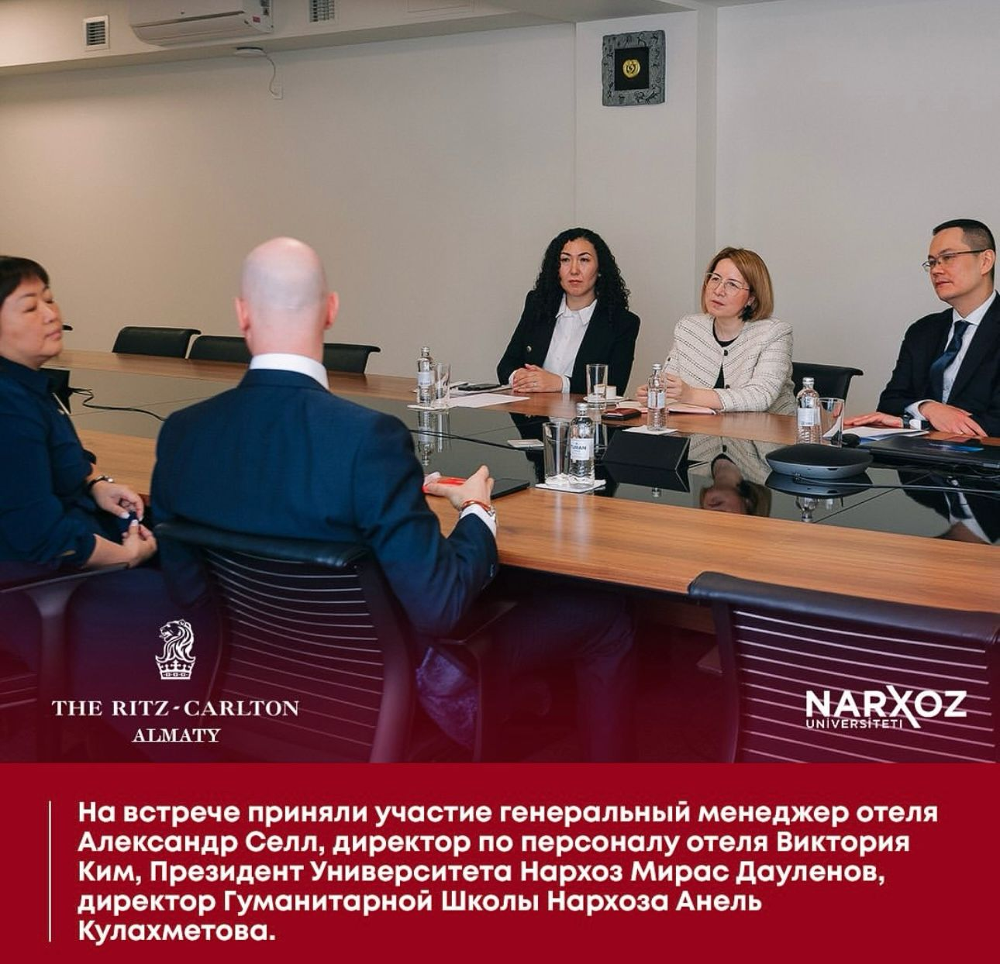 TURAN
THE RITZ-CARLTON
ALMATY
NARXOZ
UNIVERSITETI
На встрече приняли участие генеральный менеджер отеля
Александр Селл, директор по персоналу отеля Виктория
Ким, Президент Университета Нархоз Мирас Дауленов,
директор Гуманитарной Школы Нархоза Анель
Кулахметова.